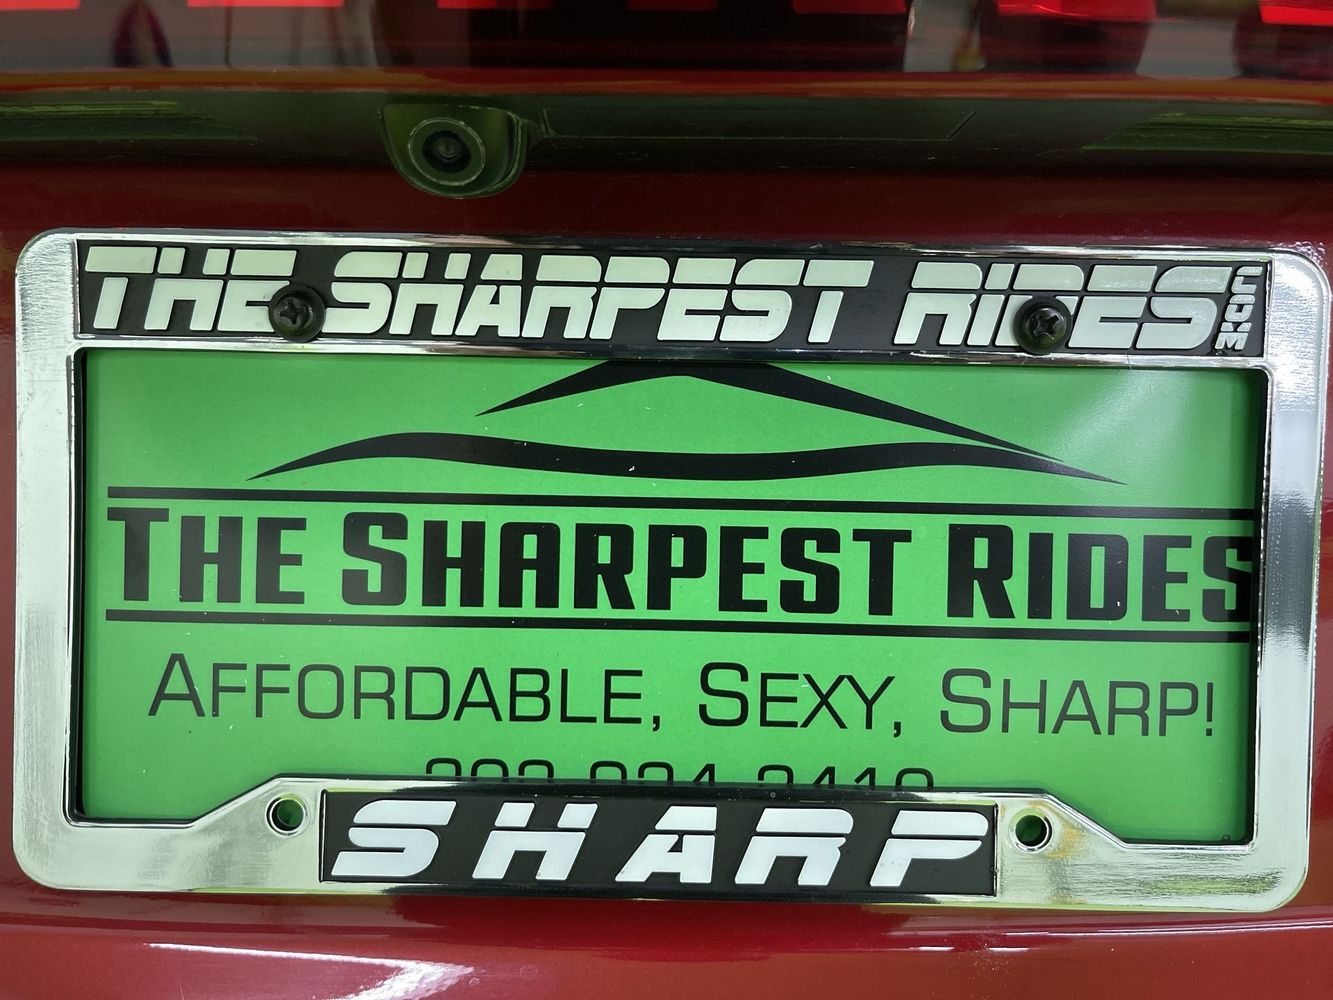 THE SHARPEST RIDES.COM
THE SHARPEST RIDES
AFFORDABLE, SEXY, SHARP!
SHARP